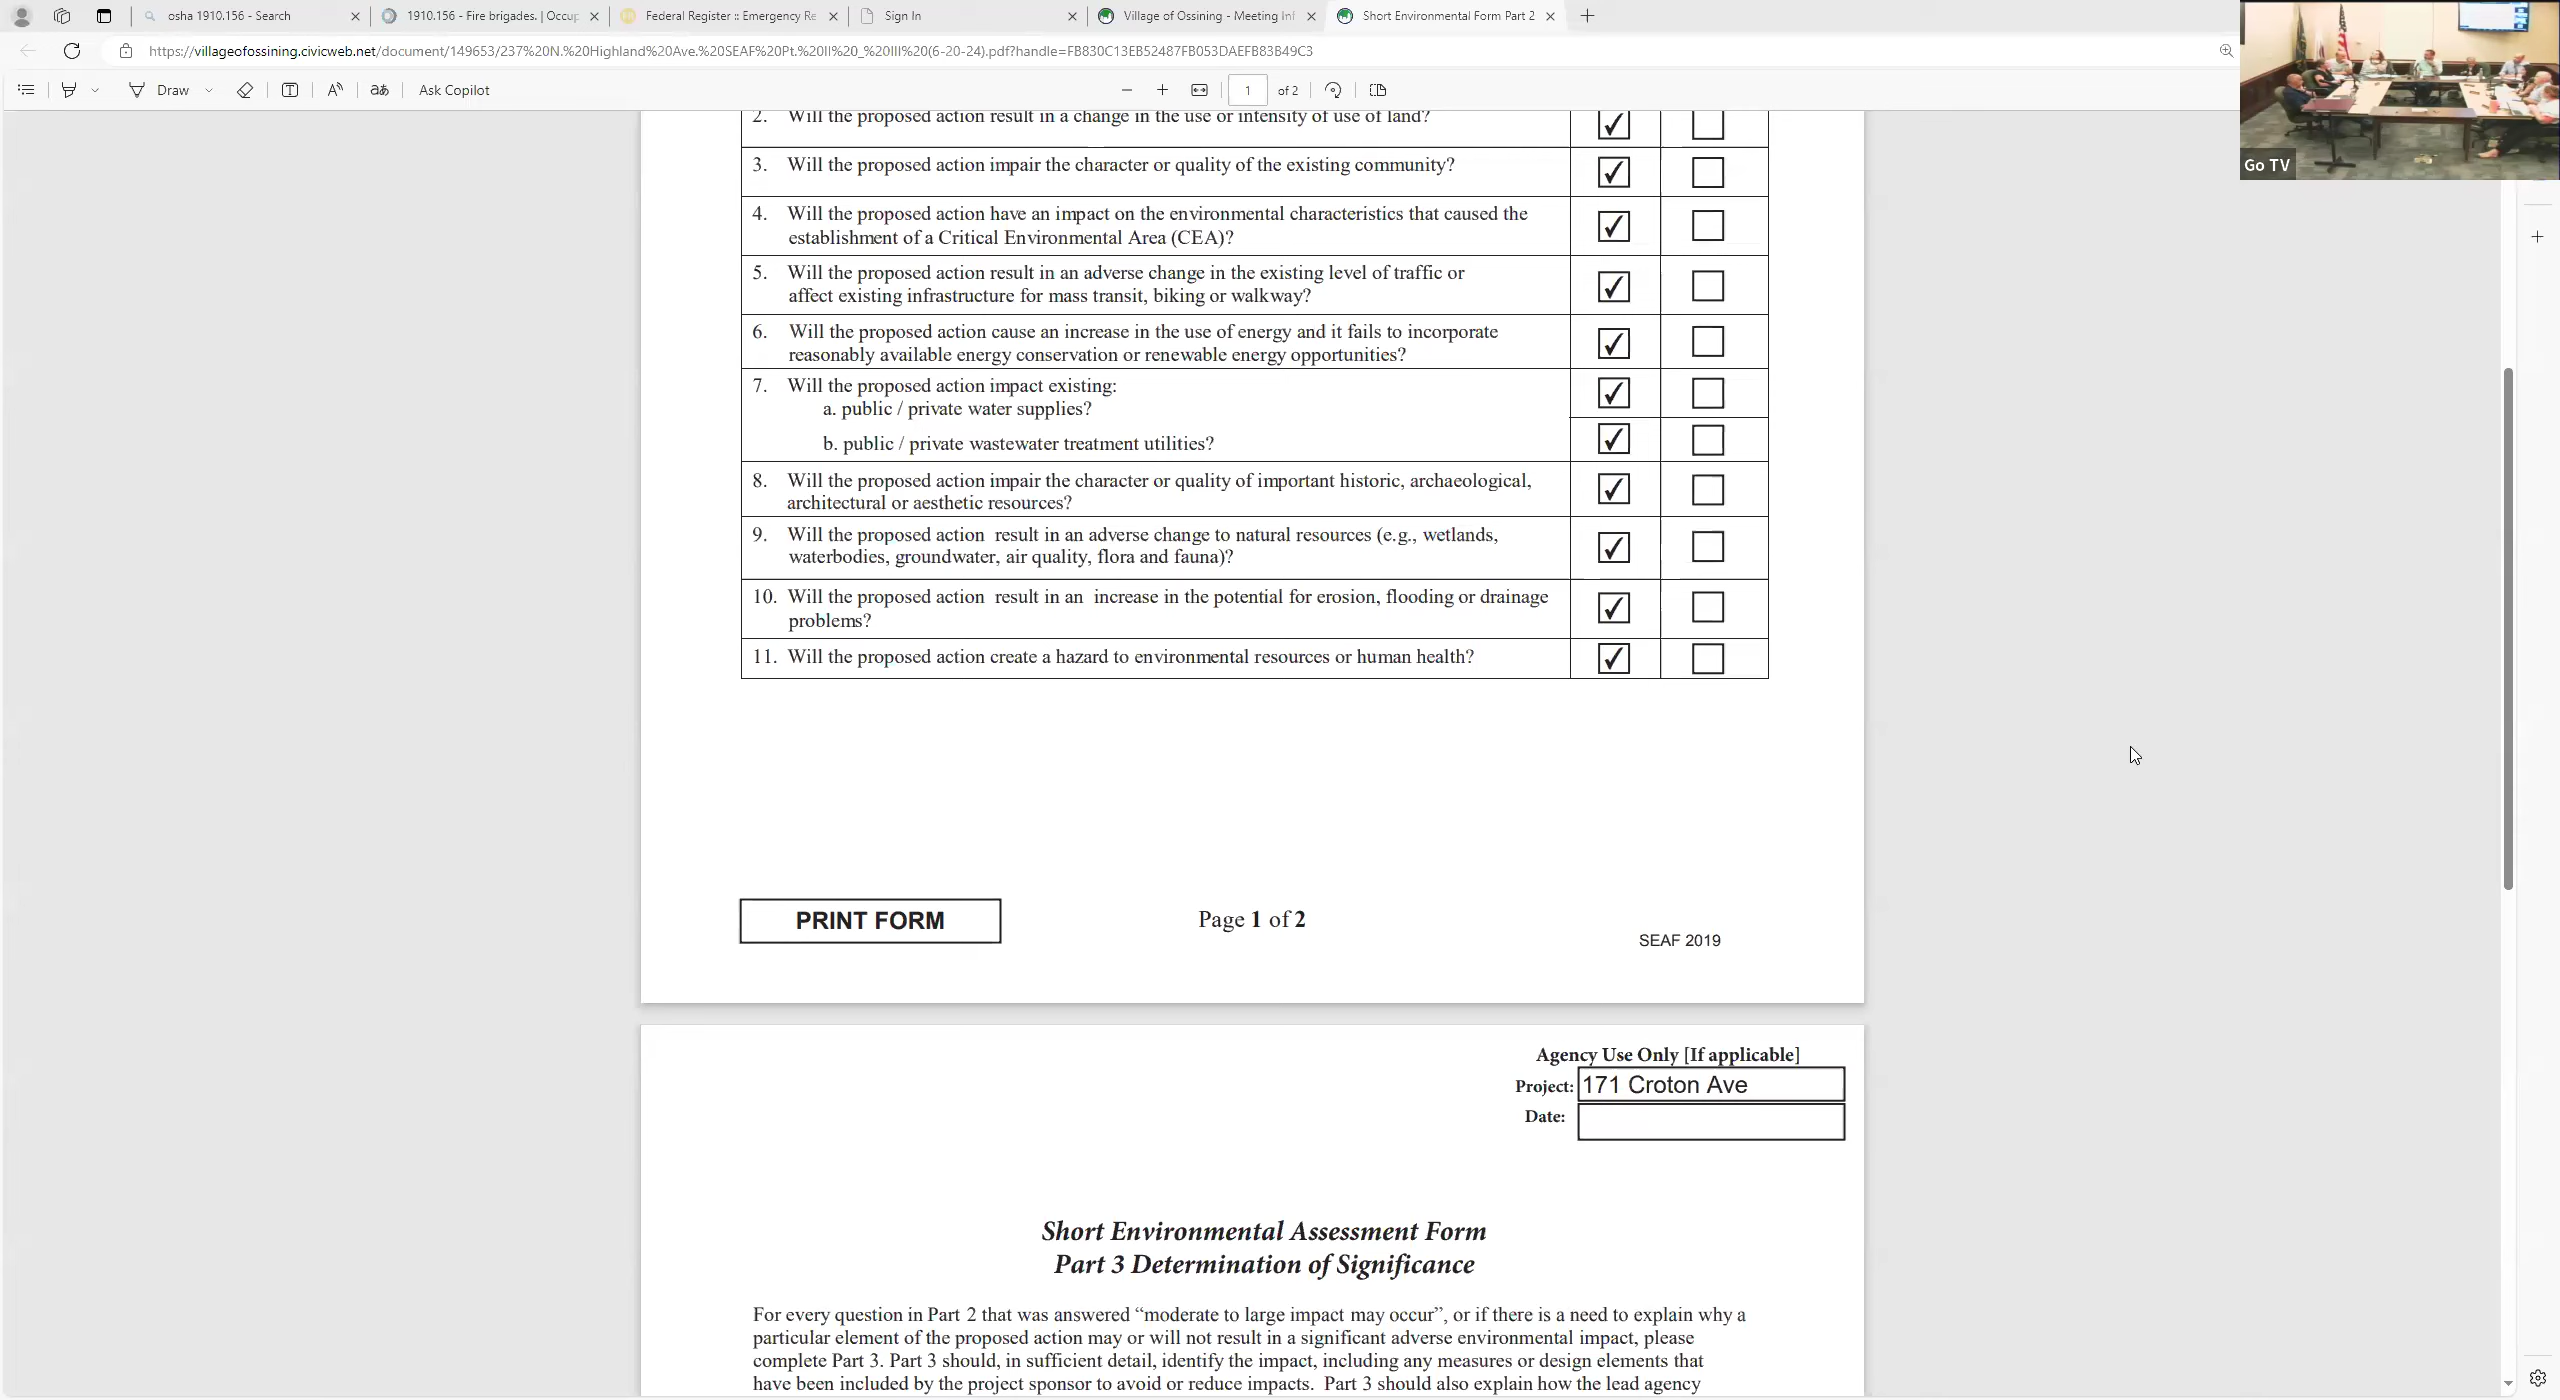 osha 1910.156 - Search
1910.156 - Fire brigades. | Occup
Federal Register :: Emergency Re
Sign In
Village of Ossining - Meeting Inf
Short Environmental Form Part 2
https://villageofossining.civicweb.net/document/149653/237%20N.%20Highland%20Ave.%20SEAF%20Pt.%20II%20_%20III%20(6-20-24).pdf?handle=FB830C13EB52487FB053DAEFB83B49C3
Draw
aあ
Ask Copilot
1 of 2
Go TV
2. Will the proposed action result in a change in the use or intensity of use of land?
3. Will the proposed action impair the character or quality of the existing community?
4. Will the proposed action have an impact on the environmental characteristics that caused the
establishment of a Critical Environmental Area (CEA)?
5. Will the proposed action result in an adverse change in the existing level of traffic or
affect existing infrastructure for mass transit, biking or walkway?
6. Will the proposed action cause an increase in the use of energy and it fails to incorporate
reasonably available energy conservation or renewable energy opportunities?
7. Will the proposed action impact existing:
a. public / private water supplies?
b. public / private wastewater treatment utilities?
8. Will the proposed action impair the character or quality of important historic, archaeological,
architectural or aesthetic resources?
9. Will the proposed action result in an adverse change to natural resources (e.g., wetlands,
waterbodies, groundwater, air quality, flora and fauna)?
10. Will the proposed action result in an increase in the potential for erosion, flooding or drainage
problems?
11. Will the proposed action create a hazard to environmental resources or human health?
PRINT FORM
Page 1 of 2
SEAF 2019
Agency Use Only [If applicable]
Project: 171 Croton Ave
Date:
Short Environmental Assessment Form
Part 3 Determination of Significance
For every question in Part 2 that was answered “moderate to large impact may occur”, or if there is a need to explain why a
particular element of the proposed action may or will not result in a significant adverse environmental impact, please
complete Part 3. Part 3 should, in sufficient detail, identify the impact, including any measures or design elements that
have been included by the project sponsor to avoid or reduce impacts. Part 3 should also explain how the lead agency